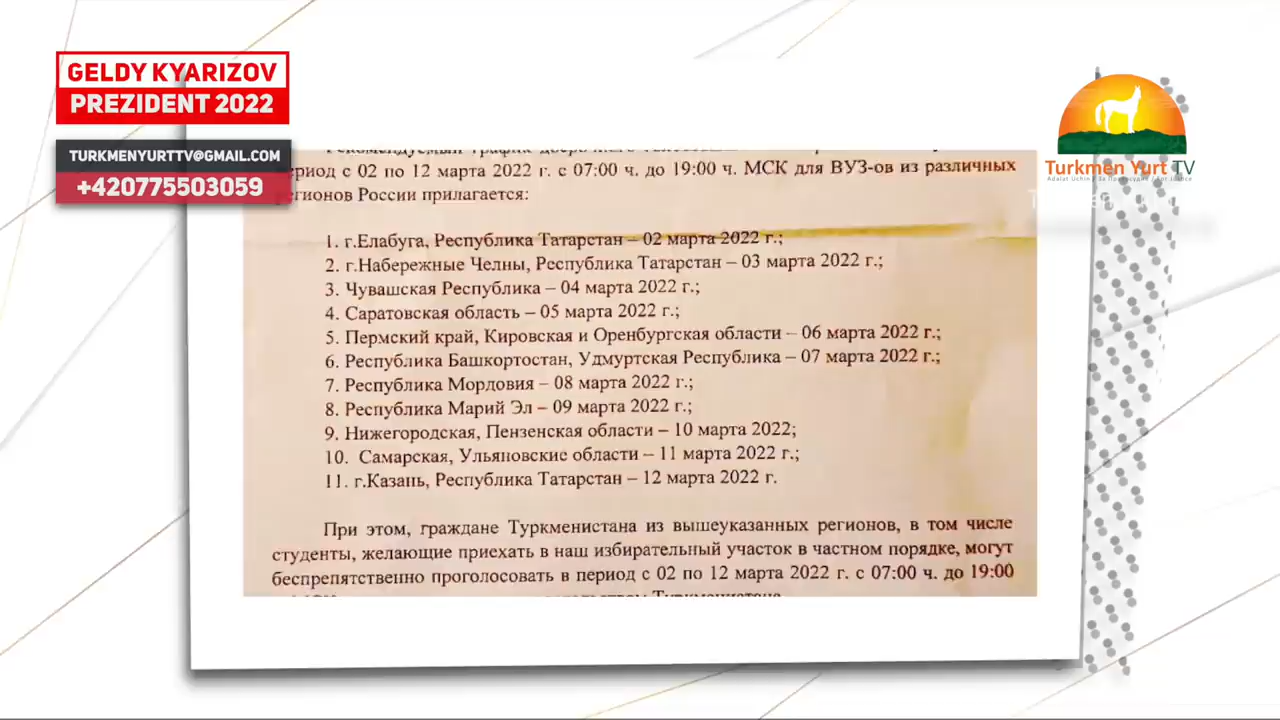 GELDY KYARIZOV
PREZIDENT 2022
TURKMENYURTTV@GMAIL.COM
+420775503059
Turkmen Yurt TV
Adalat Üçhin / За Правосудие / For Justice
период с 02 по 12 марта 2022 г. с 07:00 ч. до 19:00 ч. МСК для ВУЗ-ов из различных
регионов России прилагается:
1. г.Елабуга, Республика Татарстан – 02 марта 2022 г.;
2. г.Набережные Челны, Республика Татарстан – 03 марта 2022 г.;
3. Чувашская Республика – 04 марта 2022 г.;
4. Саратовская область – 05 марта 2022 г.;
5. Пермский край, Кировская и Оренбургская области – 06 марта 2022 г.;
6. Республика Башкортостан, Удмуртская Республика – 07 марта 2022 г.;
7. Республика Мордовия – 08 марта 2022 г.;
8. Республика Марий Эл – 09 марта 2022 г.;
9. Нижегородская, Пензенская области – 10 марта 2022;
10. Самарская, Ульяновские области – 11 марта 2022 г.;
11. г.Казань, Республика Татарстан – 12 марта 2022 г.
При этом, граждане Туркменистана из вышеуказанных регионов, в том числе
студенты, желающие приехать в наш избирательный участок в частном порядке, могут
беспрепятственно проголосовать в период с 02 по 12 марта 2022 г. с 07:00 ч. до 19:00